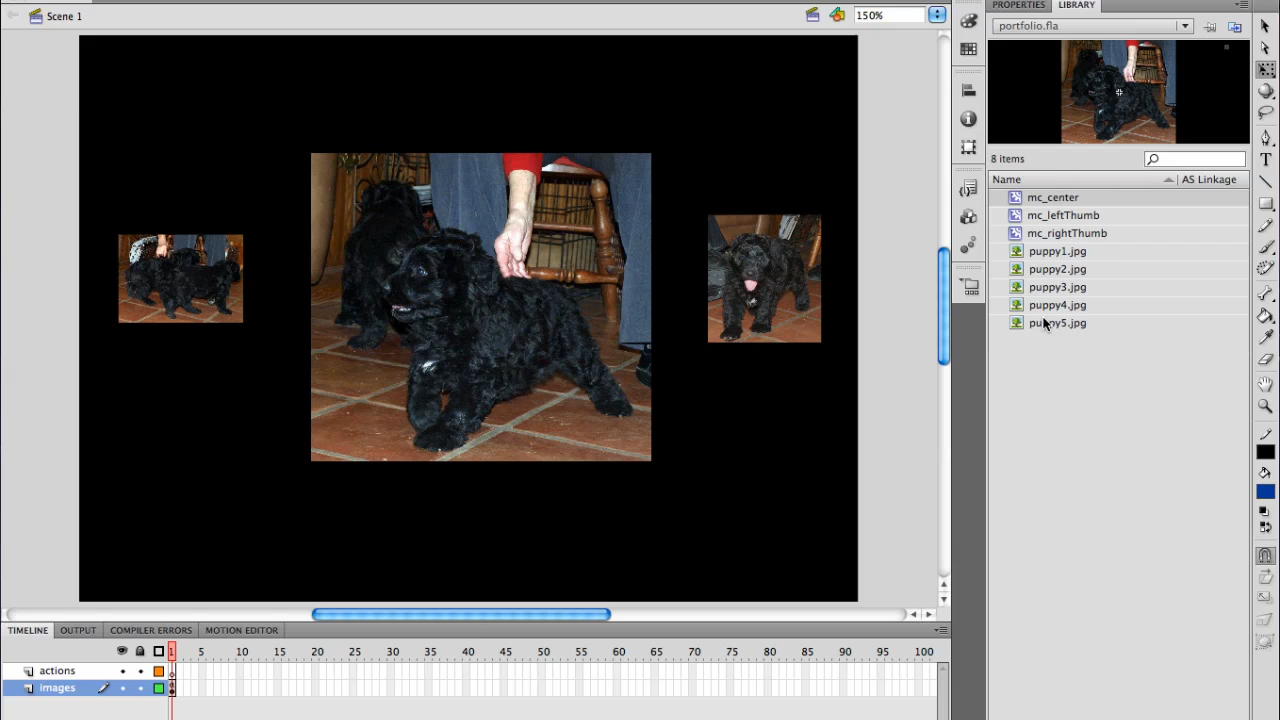 Scene 1
150%
PROPERTIES LIBRARY
portfolio.fla
8 items
Name AS Linkage
mc_center
mc_leftThumb
mc_rightThumb
puppy1.jpg
puppy2.jpg
puppy3.jpg
puppy4.jpg
puppy5.jpg
TIMELINE OUTPUT COMPILER ERRORS MOTION EDITOR
1 5 10 15 20 25 30 35 40 45 50 55 60 65 70 75 80 85 90 95 100
actions
images